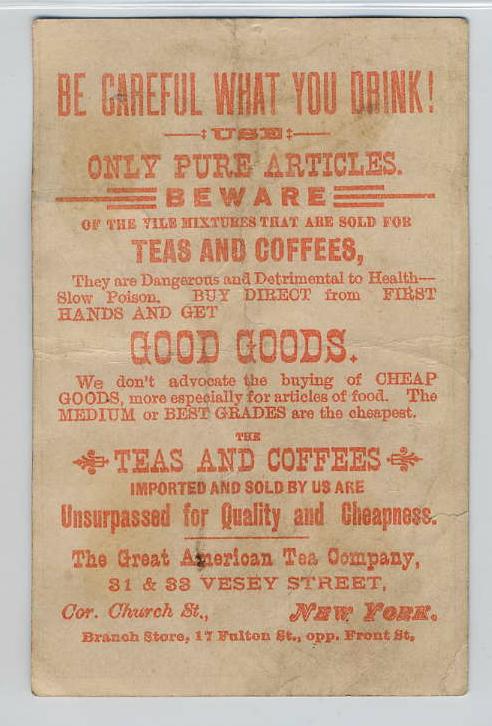 BE CAREFUL WHAT YOU DRINK!
USE
ONLY PURE ARTICLES.
BEWARE
OF THE VILE MIXTURES THAT ARE SOLD FOR
TEAS AND COFFEES,
They are Dangerous and Detrimental to Health—
Slow Poison. BUY DIRECT from FIRST
HANDS AND GET
GOOD GOODS.
We don't advocate the buying of CHEAP
GOODS, more especially for articles of food. The
MEDIUM or BEST GRADES are the cheapest.
THE
TEAS AND COFFEES
IMPORTED AND SOLD BY US ARE
Unsurpassed for Quality and Cheapness.
The Great American Tea Company,
31 & 33 VESEY STREET,
Cor. Church St., NEW YORK.
Branch Store, 17 Fulton St., opp. Front St.